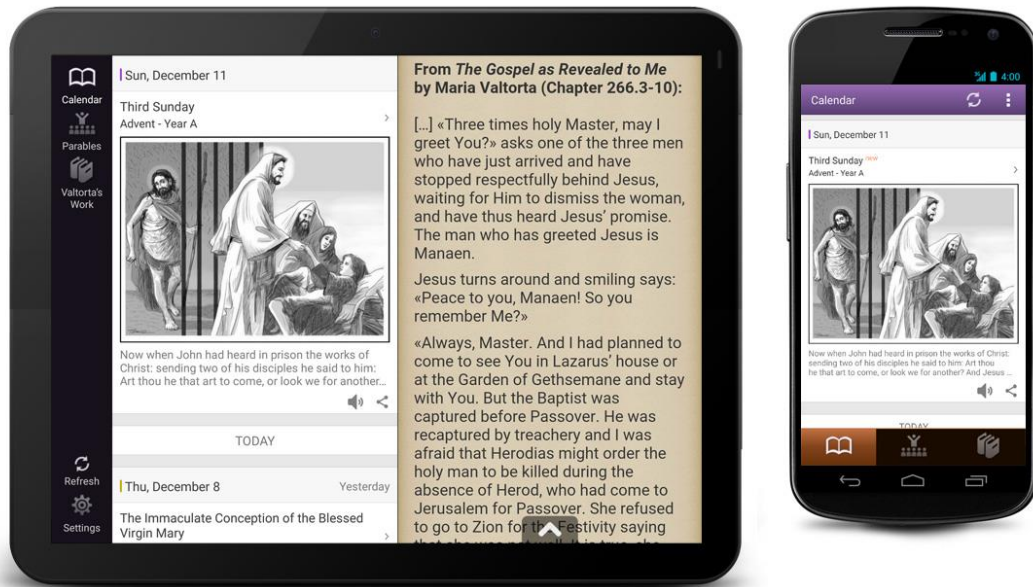 Calendar
Parables
Valtorta's
Work
Refresh
Settings
Sun, December 11
Third Sunday
Advent - Year A
Now when John had heard in prison the works of
Christ: sending two of his disciples he said to him:
Art thou he that art to come, or look we for another...
TODAY
Thu, December 8
Yesterday
The Immaculate Conception of the Blessed
Virgin Mary
From The Gospel as Revealed to Me
by Maria Valtorta (Chapter 266.3-10):
[...] «Three times holy Master, may I
greet You?» asks one of the three men
who have just arrived and have
stopped respectfully behind Jesus,
waiting for Him to dismiss the woman,
and have thus heard Jesus' promise.
The man who has greeted Jesus is
Manaen.
Jesus turns around and smiling says:
«Peace to you, Manaen! So you
remember Me?»
«Always, Master. And I had planned to
come to see You in Lazarus' house or
at the Garden of Gethsemane and stay
with You. But the Baptist was
captured before Passover. He was
recaptured by treachery and I was
afraid that Herodias might order the
holy man to be killed during the
absence of Herod, who had come to
Jerusalem for Passover. She refused
to go to Zion for the Festivity saying
4:00
Calendar
Sun, December 11
Third Sunday new
Advent - Year A
Now when John had heard in prison the works of Christ:
sending two of his disciples he said to him: Art thou
he that art to come, or look we for another? And Jesus ...
TODAY